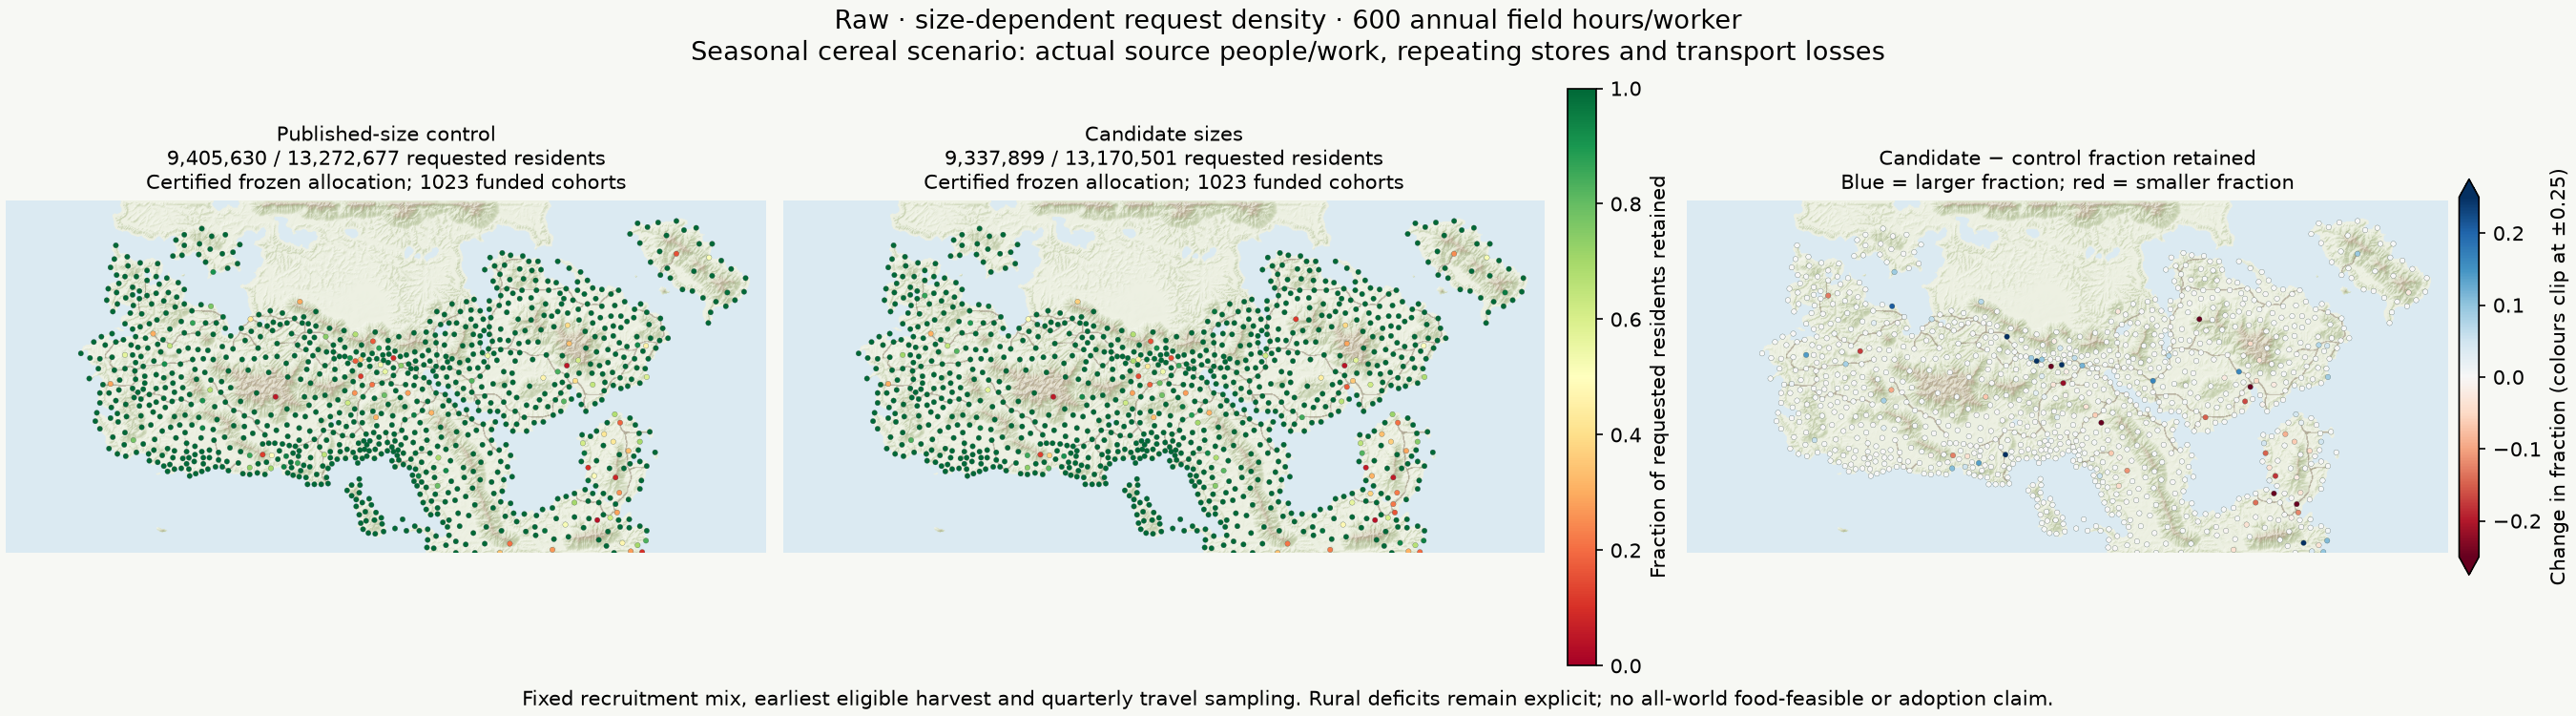 Raw · size-dependent request density · 600 annual field hours/worker
Seasonal cereal scenario: actual source people/work, repeating stores and transport losses
Published-size control
9,405,630 / 13,272,677 requested residents
Certified frozen allocation; 1023 funded cohorts
Candidate sizes
9,337,899 / 13,170,501 requested residents
Certified frozen allocation; 1023 funded cohorts
1.0
0.8
0.6
0.4
0.2
0.0
Fraction of requested residents retained
Candidate − control fraction retained
Blue = larger fraction; red = smaller fraction
0.2
0.1
0.0
−0.1
−0.2
Change in fraction (colours clip at ±0.25)
Fixed recruitment mix, earliest eligible harvest and quarterly travel sampling. Rural deficits remain explicit; no all-world food-feasible or adoption claim.